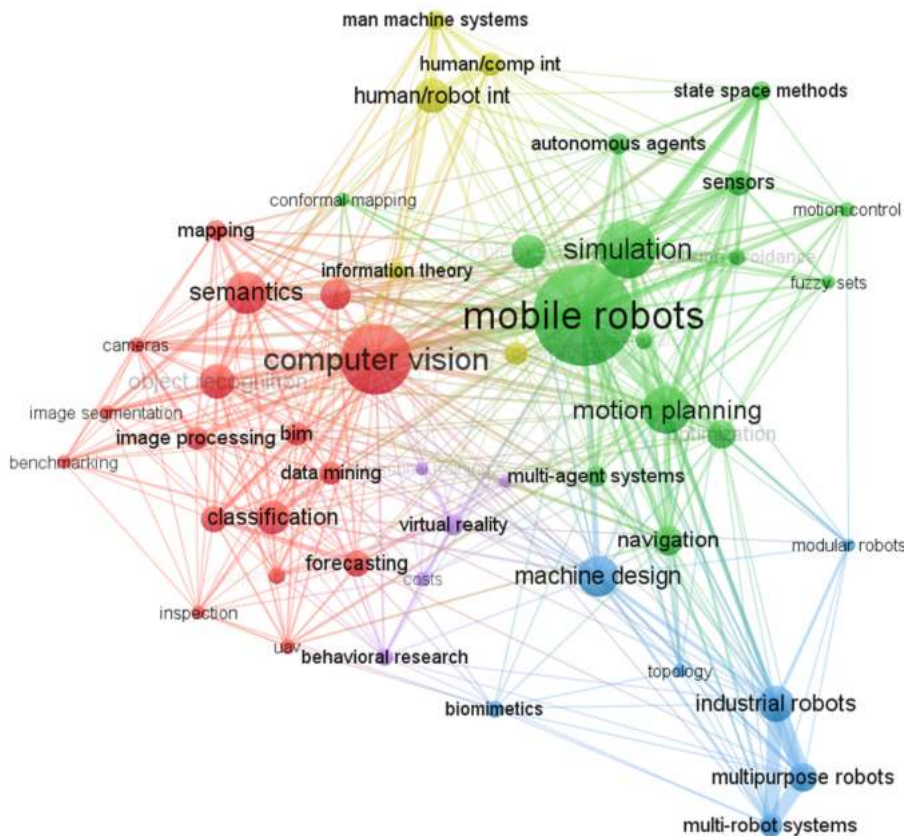 man machine systems
human/comp int
human/robot int
state space methods
autonomous agents
sensors
conformal mapping
motion control
mapping
simulation
information theory
fuzzy sets
semantics
mobile robots
cameras
computer vision
object recognition
image segmentation
motion planning
optimization
image processing
bim
benchmarking
data mining
multi-agent systems
classification
virtual reality
navigation
modular robots
forecasting
machine design
costs
inspection
uav
behavioral research
topology
industrial robots
biomimetics
multipurpose robots
multi-robot systems